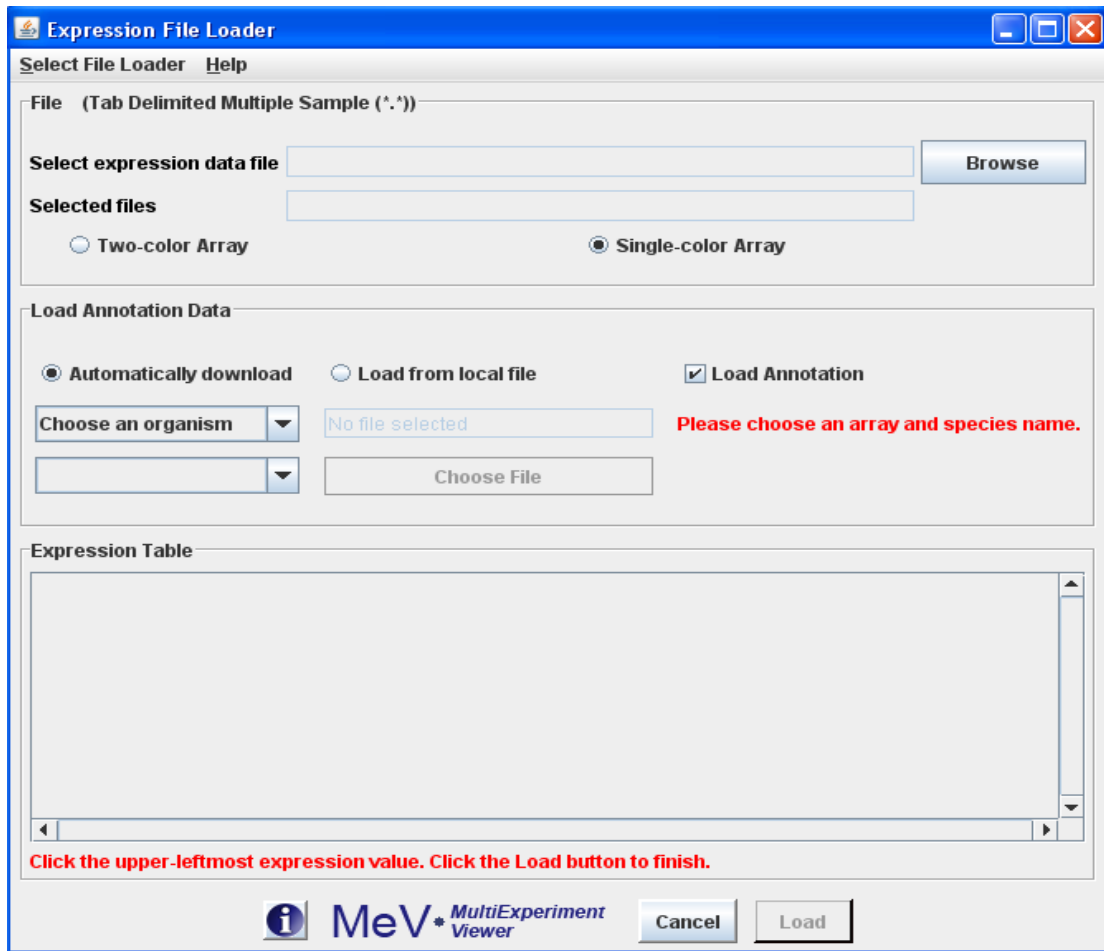 Expression File Loader
Select File Loader Help
File (Tab Delimited Multiple Sample (*.*))
Select expression data file Browse
Selected files
Two-color Array Single-color Array
Load Annotation Data
Automatically download Load from local file Load Annotation
Choose an organism No file selected Please choose an array and species name.
Choose File
Expression Table
Click the upper-leftmost expression value. Click the Load button to finish.
MeV MultiExperiment Viewer Cancel Load